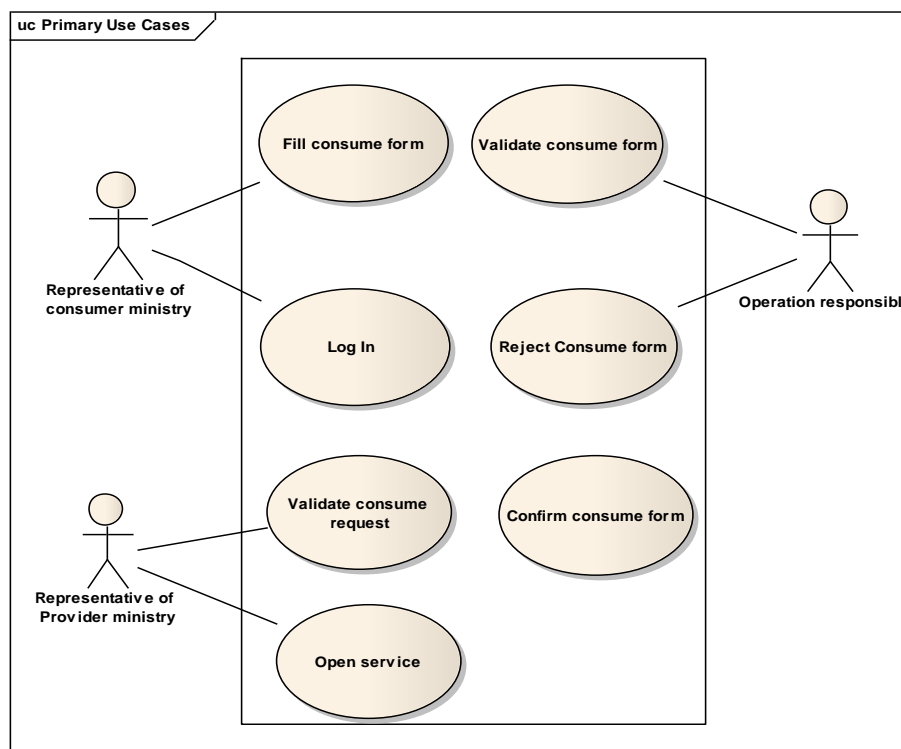 uc Primary Use Cases
Fill consume form
Validate consume form
Representative of
consumer ministry
Operation responsibl
Log In
Reject Consume form
Validate consume
request
Confirm consume form
Representative of
Provider ministry
Open service